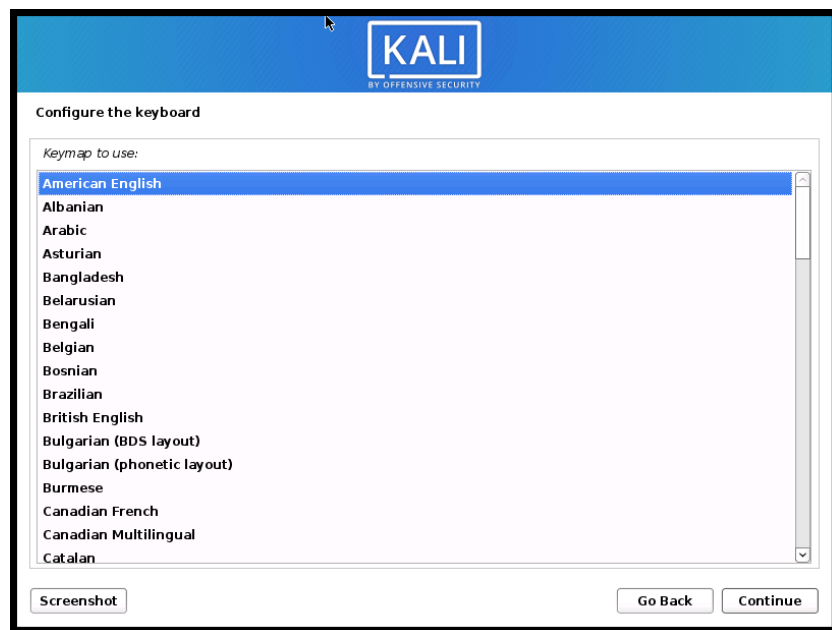 KALI
BY OFFENSIVE SECURITY
Configure the keyboard
Keymap to use:
American English
Albanian
Arabic
Asturian
Bangladesh
Belarusian
Bengali
Belgian
Bosnian
Brazilian
British English
Bulgarian (BDS layout)
Bulgarian (phonetic layout)
Burmese
Canadian French
Canadian Multilingual
Catalan
Screenshot Go Back Continue